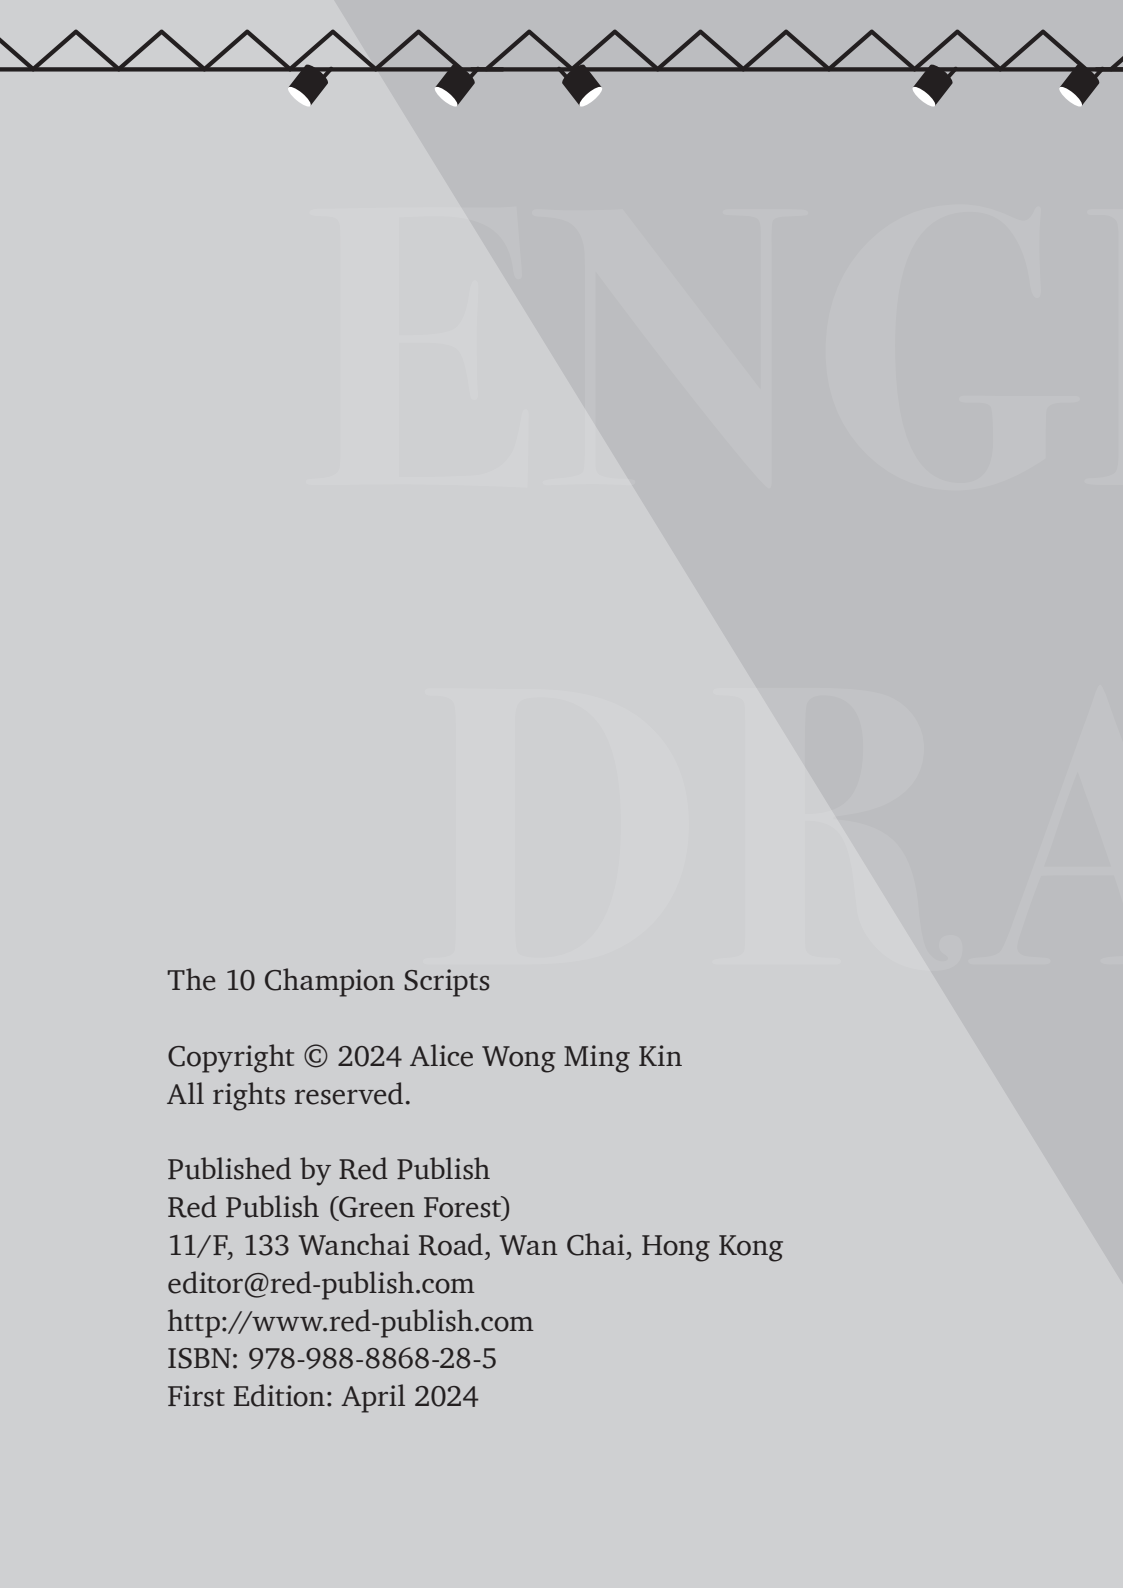 ENG
DRA
The 10 Champion Scripts
Copyright © 2024 Alice Wong Ming Kin
All rights reserved.
Published by Red Publish
Red Publish (Green Forest)
11/F, 133 Wanchai Road, Wan Chai, Hong Kong
editor@red-publish.com
http://www.red-publish.com
ISBN: 978-988-8868-28-5
First Edition: April 2024